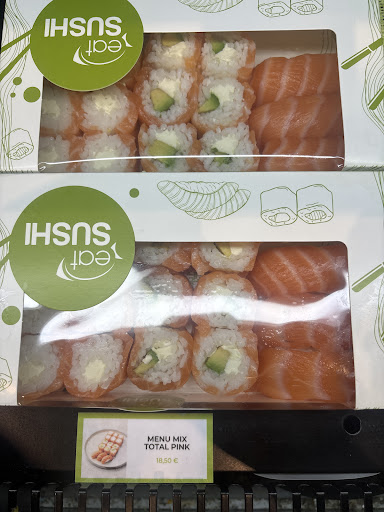 eat
SUSHI
eat
SUSHI
MENU MIX
TOTAL PINK
18,50 €